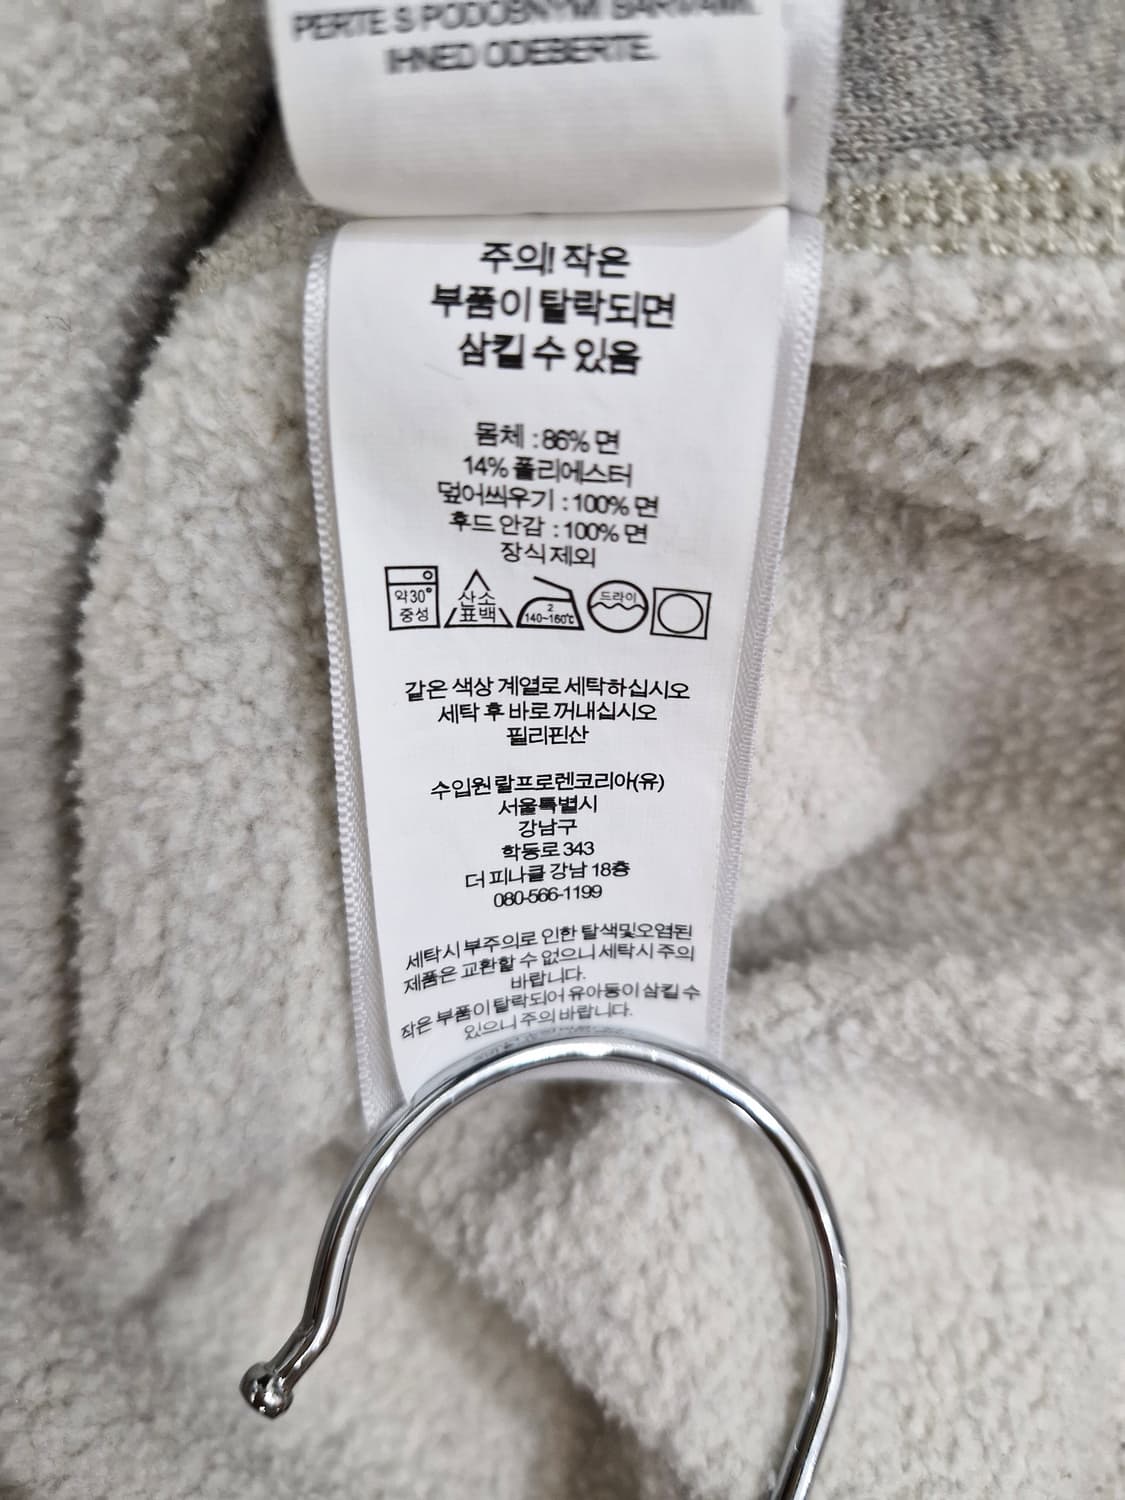 PERTE S PODOBNÝMI BARVAMI.
IHNED ODEBERTE.
주의! 작은
부품이 탈락되면
삼킬 수 있음
몸체 : 86% 면
14% 폴리에스터
덮어씌우기 : 100% 면
후드 안감 : 100% 면
장식 제외
약30°
중성
산소
표백
2
140~160℃
드라이
같은 색상 계열로 세탁하십시오
세탁 후 바로 꺼내십시오
필리핀산
수입원 랄프로렌코리아(유)
서울특별시
강남구
학동로 343
더 피나클 강남 18층
080-566-1199
세탁시 부주의로 인한 탈색및오염된
제품은 교환할 수 없으니 세탁시 주의
바랍니다.
작은 부품이 탈락되어 유아등이 삼킬 수
있으니 주의 바랍니다.